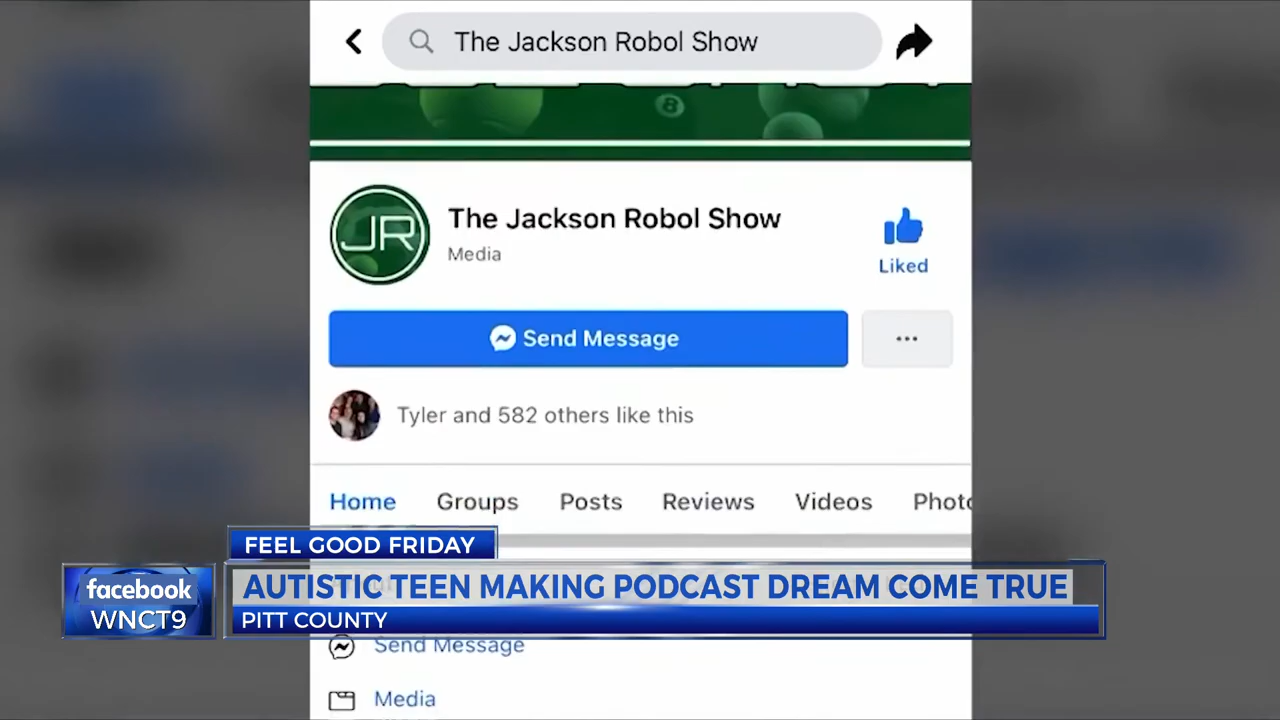 The Jackson Robol Show
8
JR
The Jackson Robol Show
Media
Liked
Send Message
Tyler and 582 others like this
Home Groups Posts Reviews Videos Photo
FEEL GOOD FRIDAY
facebook
WNCT9
AUTISTIC TEEN MAKING PODCAST DREAM COME TRUE
PITT COUNTY
Send Message
Media